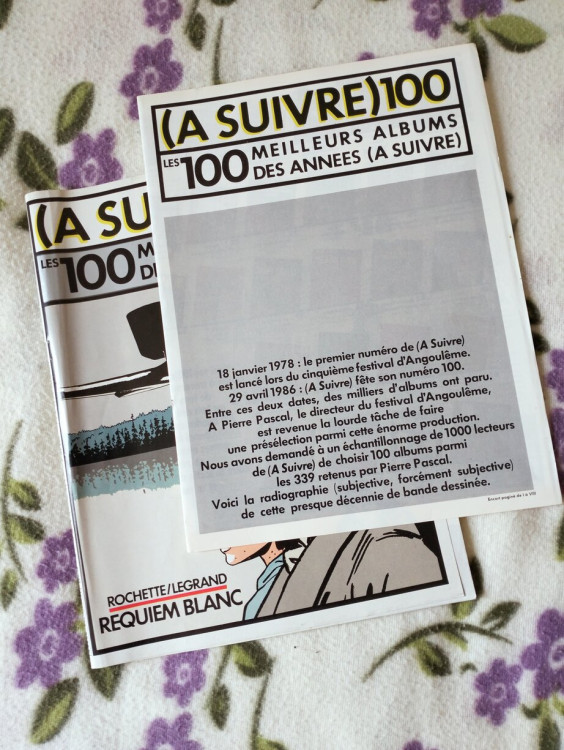 (A SUIVRE)100
LES 100 MEILLEURS ALBUMS
DES ANNEES (A SUIVRE)
18 janvier 1978 : le premier numéro de (A Suivre)
est lancé lors du cinquième festival d'Angoulême.
29 avril 1986 : (A Suivre) fête son numéro 100.
Entre ces deux dates, des milliers d'albums ont paru.
A Pierre Pascal, le directeur du festival d'Angoulême,
est revenue la lourde tâche de faire
une présélection parmi cette énorme production.
Nous avons demandé à un échantillonnage de 1000 lecteurs
de (A Suivre) de choisir 100 albums parmi
les 339 retenus par Pierre Pascal.
Voici la radiographie (subjective, forcément subjective)
de cette presque décennie de bande dessinée.
Encart paginé de I à VIII
(A SU
LES 100 M
D
ROCHETTE/LEGRAND
REQUIEM BLANC